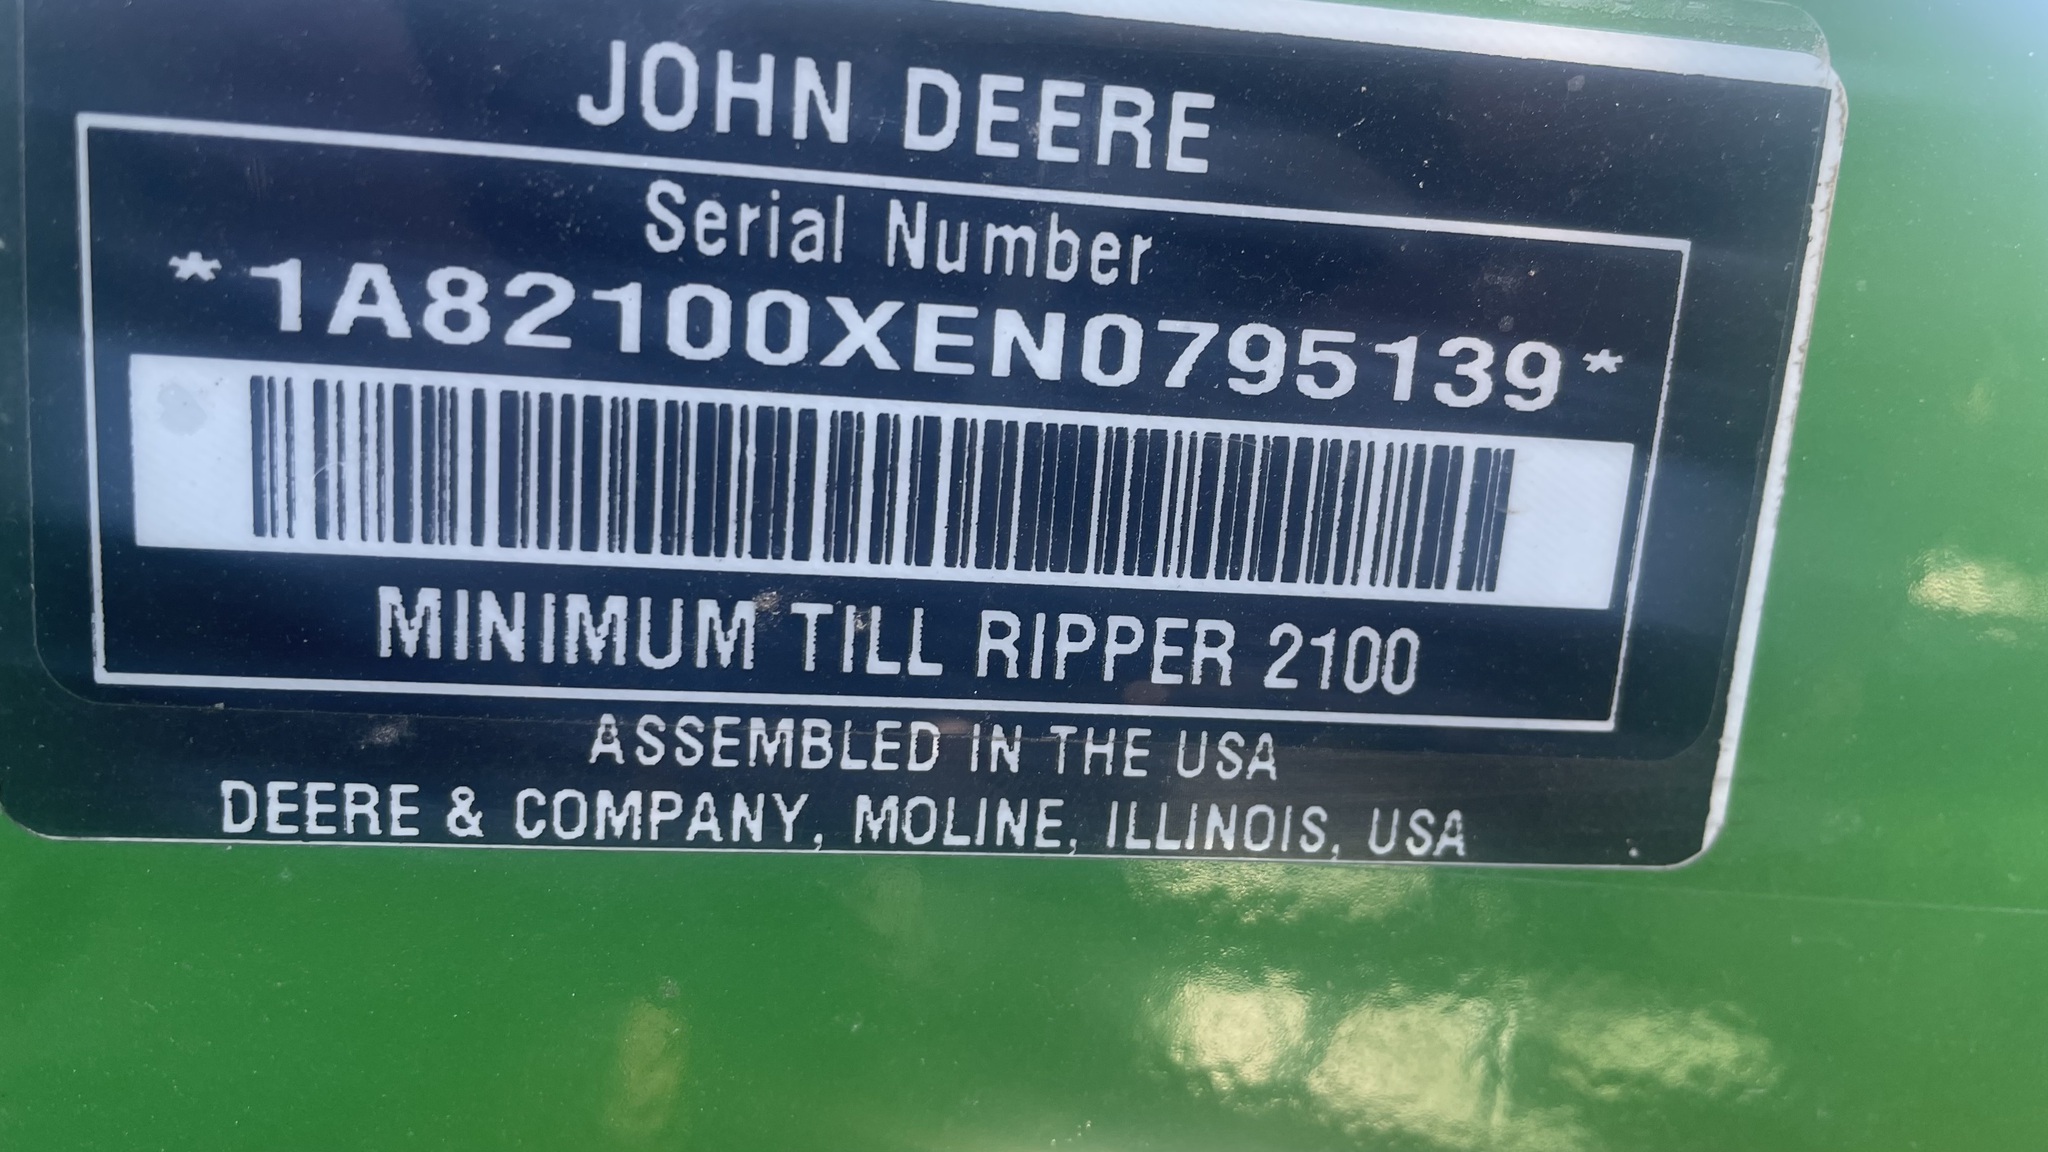 JOHN DEERE
Serial Number
*1A82100XEN0795139*
MINIMUM TILL RIPPER 2100
ASSEMBLED IN THE USA
DEERE & COMPANY, MOLINE, ILLINOIS, USA